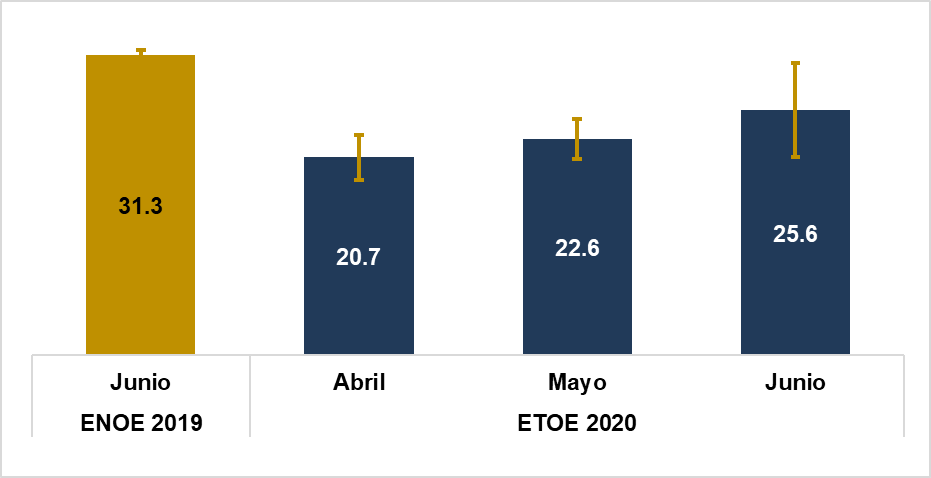 31.3
20.7
22.6
25.6
Junio
Abril
Mayo
Junio
ENOE 2019
ETOE 2020